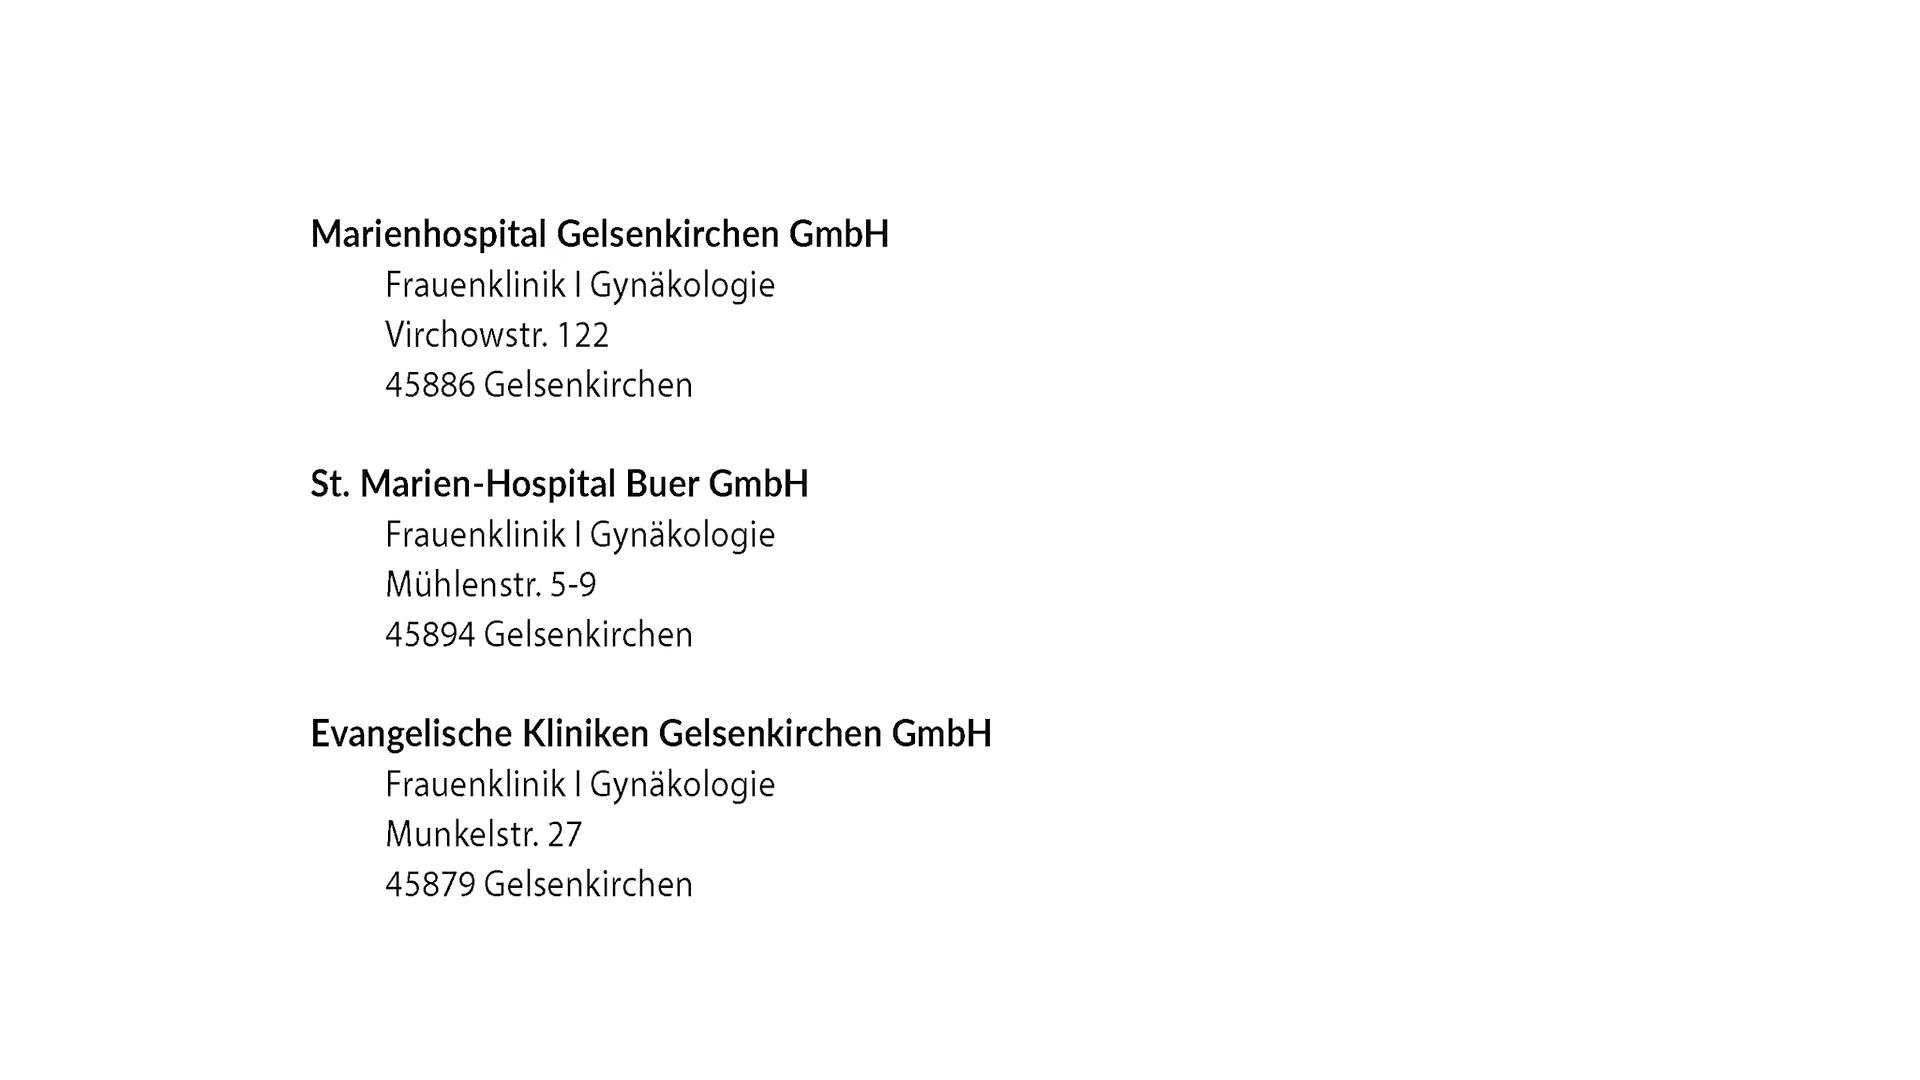 Marienhospital Gelsenkirchen GmbH
Frauenklinik I Gynäkologie
Virchowstr. 122
45886 Gelsenkirchen
St. Marien-Hospital Buer GmbH
Frauenklinik I Gynäkologie
Mühlenstr. 5-9
45894 Gelsenkirchen
Evangelische Kliniken Gelsenkirchen GmbH
Frauenklinik I Gynäkologie
Munkelstr. 27
45879 Gelsenkirchen